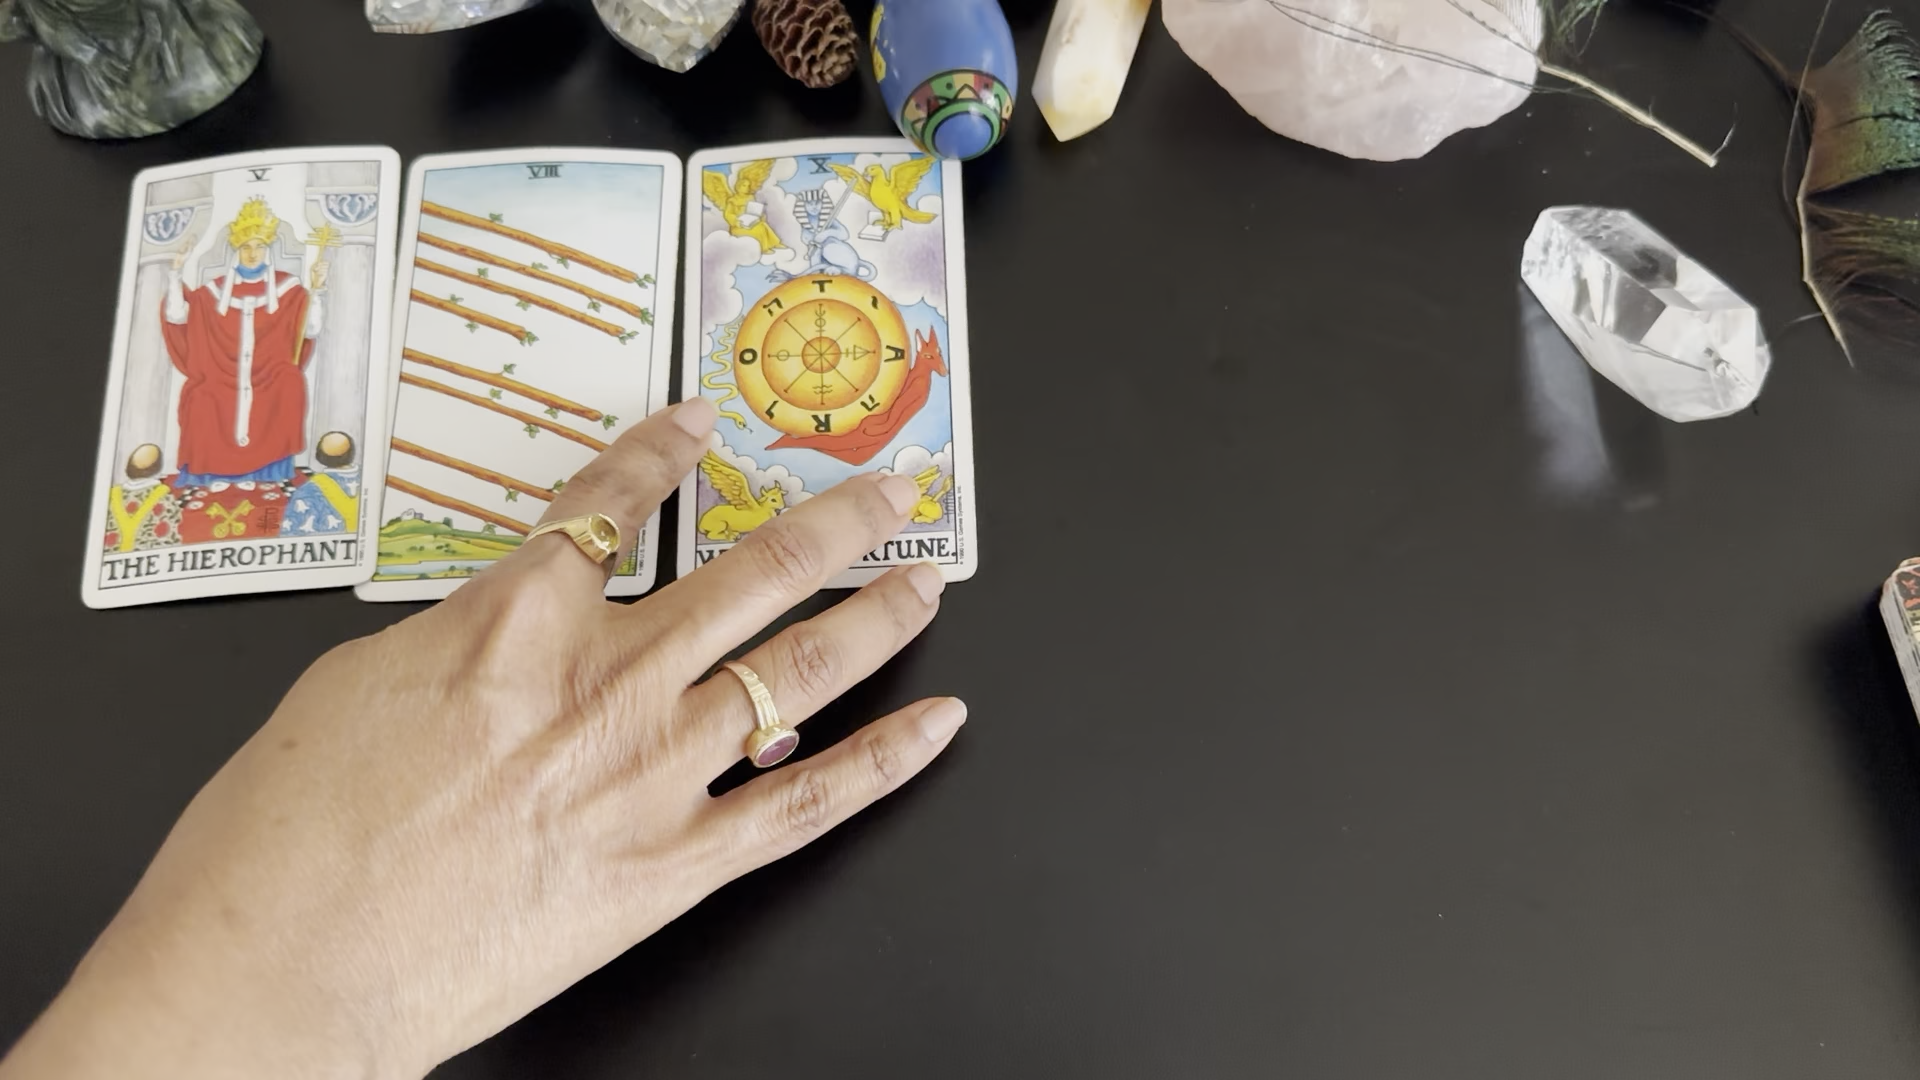 V
THE HIEROPHANT
VIII
X
T
A
R
O
י
ה
ו
ה
RTUNE.